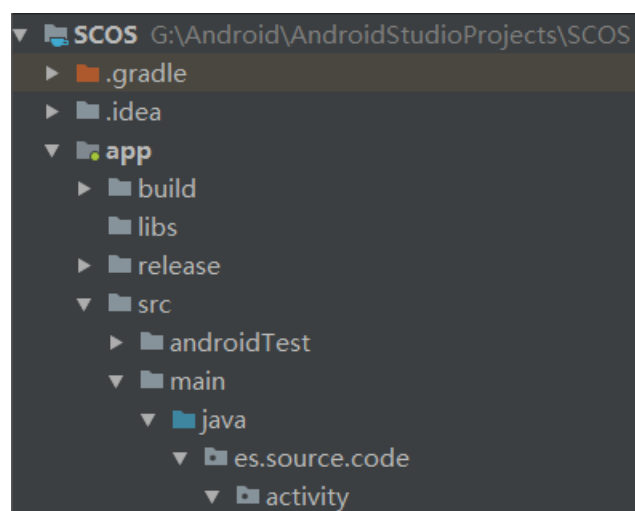 SCOS G:\Android\AndroidStudioProjects\SCOS
.gradle
.idea
app
build
libs
release
src
androidTest
main
java
es.source.code
activity